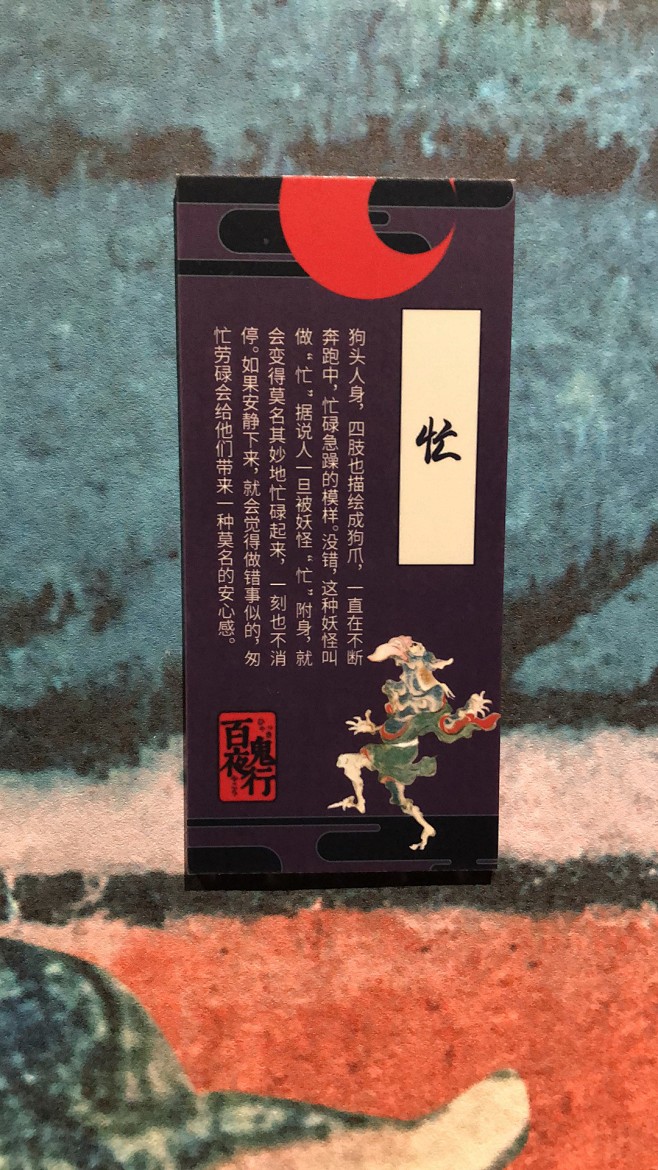 忙
狗头人身，四肢也描绘成狗爪，一直在不断
奔跑中，忙碌急躁的模样。没错，这种妖怪叫
做“忙”据说人一旦被妖怪“忙”附身，就
会变得莫名其妙地忙碌起来，一刻也不消
停。如果安静下来，就会觉得做错事似的，匆
忙劳碌会给他们带来一种莫名的安心感。
百鬼
夜行